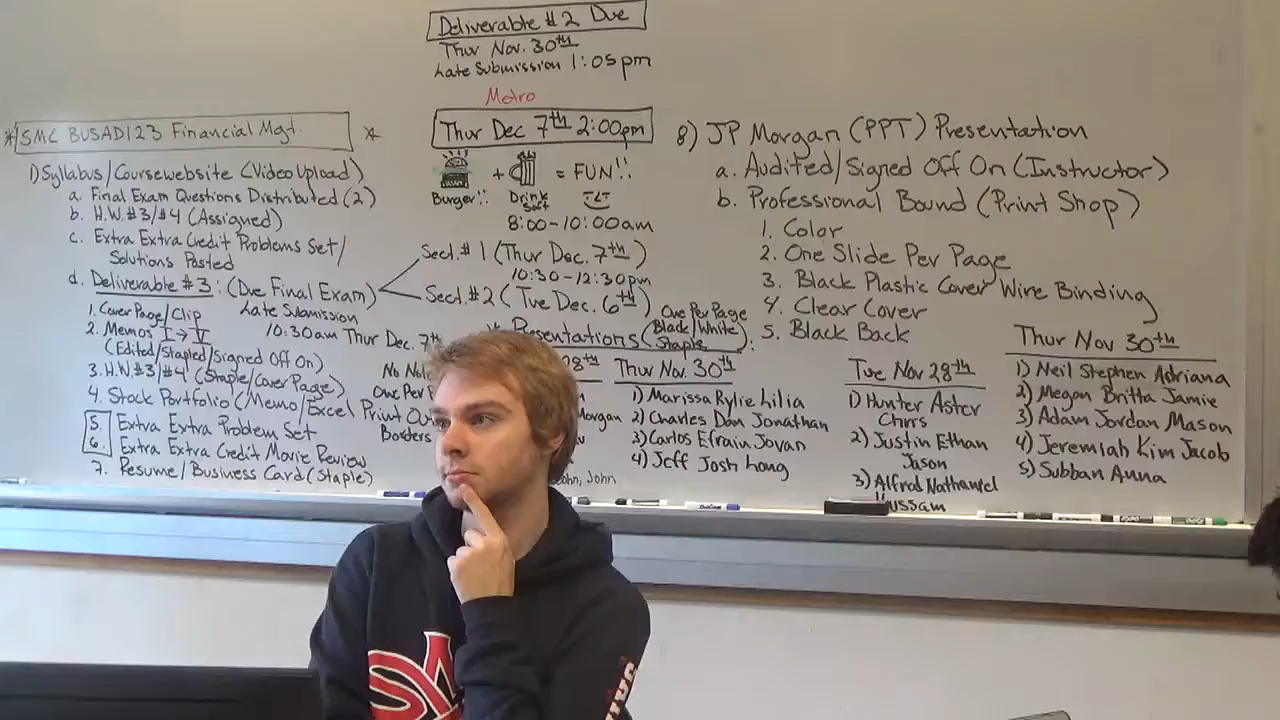 Deliverable #2 Due
Thur Nov. 30th
Late Submission 1:05pm
Metro
Thur Dec 7th 2:00pm
Burger!! + Drink Soft = FUN!!
8:00-10:00am
Sect. #1 (Thur Dec. 7th)
10:30-12:30pm
Sect. #2 (Tue Dec. 6th)
* SMC BUSAD123 Financial Mgt. *
1) Syllabus/Coursewebsite (Video Upload)
a. Final Exam Questions Distributed (2)
b. H.W. #3/#4 (Assigned)
c. Extra Extra Credit Problems Set/
Solutions Posted
d. Deliverable #3: (Due Final Exam)
Late Submission
10:30am Thur Dec. 7th
1. Cover Page/Clip
2. Memos I → V
(Edited/Stapled/Signed Off On)
3. H.W. #3/#4 (Staple/Cover Page)
4. Stock Portfolio (Memo/Excel
5. Extra Extra Problem Set
6. Extra Extra Credit Movie Review
7. Resume/Business Card (Staple)
No
One Per
Print
Borders
* Presentations (One Per Page
Black/White
Staple):
28th
Morgan
John, John
Thur Nov. 30th
1) Marissa Rylie Lilia
2) Charles Dan Jonathan
3) Carlos Efrain Jovan
4) Jeff Josh Long
8) JP Morgan (PPT) Presentation
a. Audited/Signed Off On (Instructor)
b. Professional Bound (Print Shop)
1. Color
2. One Slide Per Page
3. Black Plastic Cover Wire Binding
4. Clear Cover
5. Black Back
Tue Nov 28th
1) Hunter Aster
Chris
2) Justin Ethan
Jason
3) Alfred Nathaniel
Hussam
Thur Nov 30th
1) Neil Stephen Adriana
2) Megan Britta Jamie
3) Adam Jordan Mason
4) Jeremiah Kim Jacob
5) Subban Anna